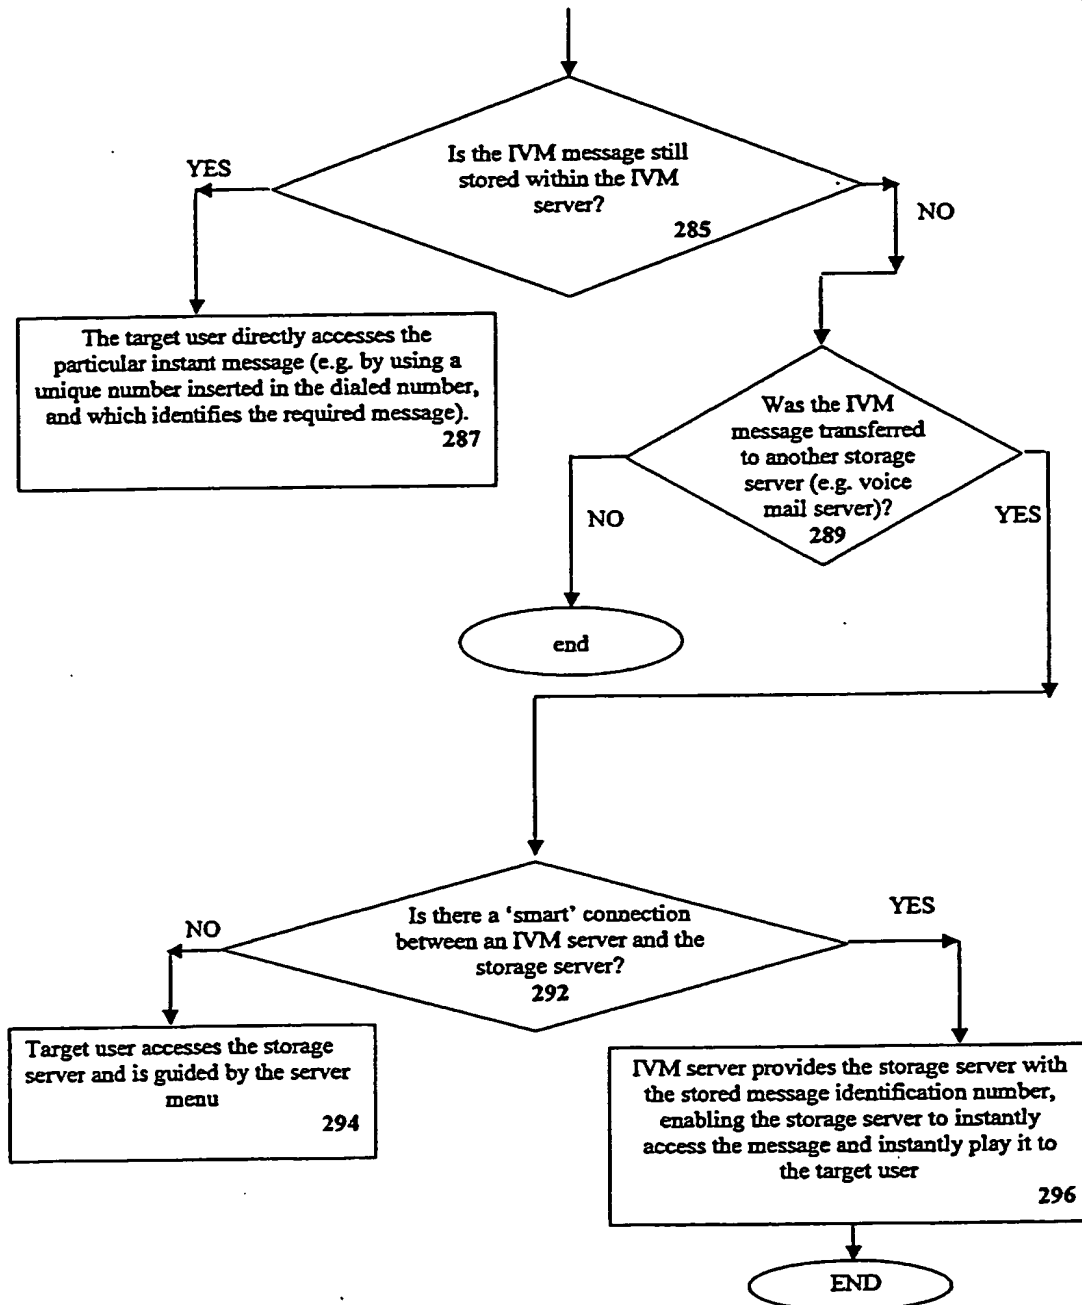 Is the IVM message still
stored within the IVM
server?
285
YES
NO
The target user directly accesses the
particular instant message (e.g. by using a
unique number inserted in the dialed number,
and which identifies the required message).
287
Was the IVM
message transferred
to another storage
server (e.g. voice
mail server)?
289
NO
YES
end
Is there a ‘smart’ connection
between an IVM server and the
storage server?
292
NO
YES
Target user accesses the storage
server and is guided by the server
menu
294
IVM server provides the storage server with
the stored message identification number,
enabling the storage server to instantly
access the message and instantly play it to
the target user
296
END